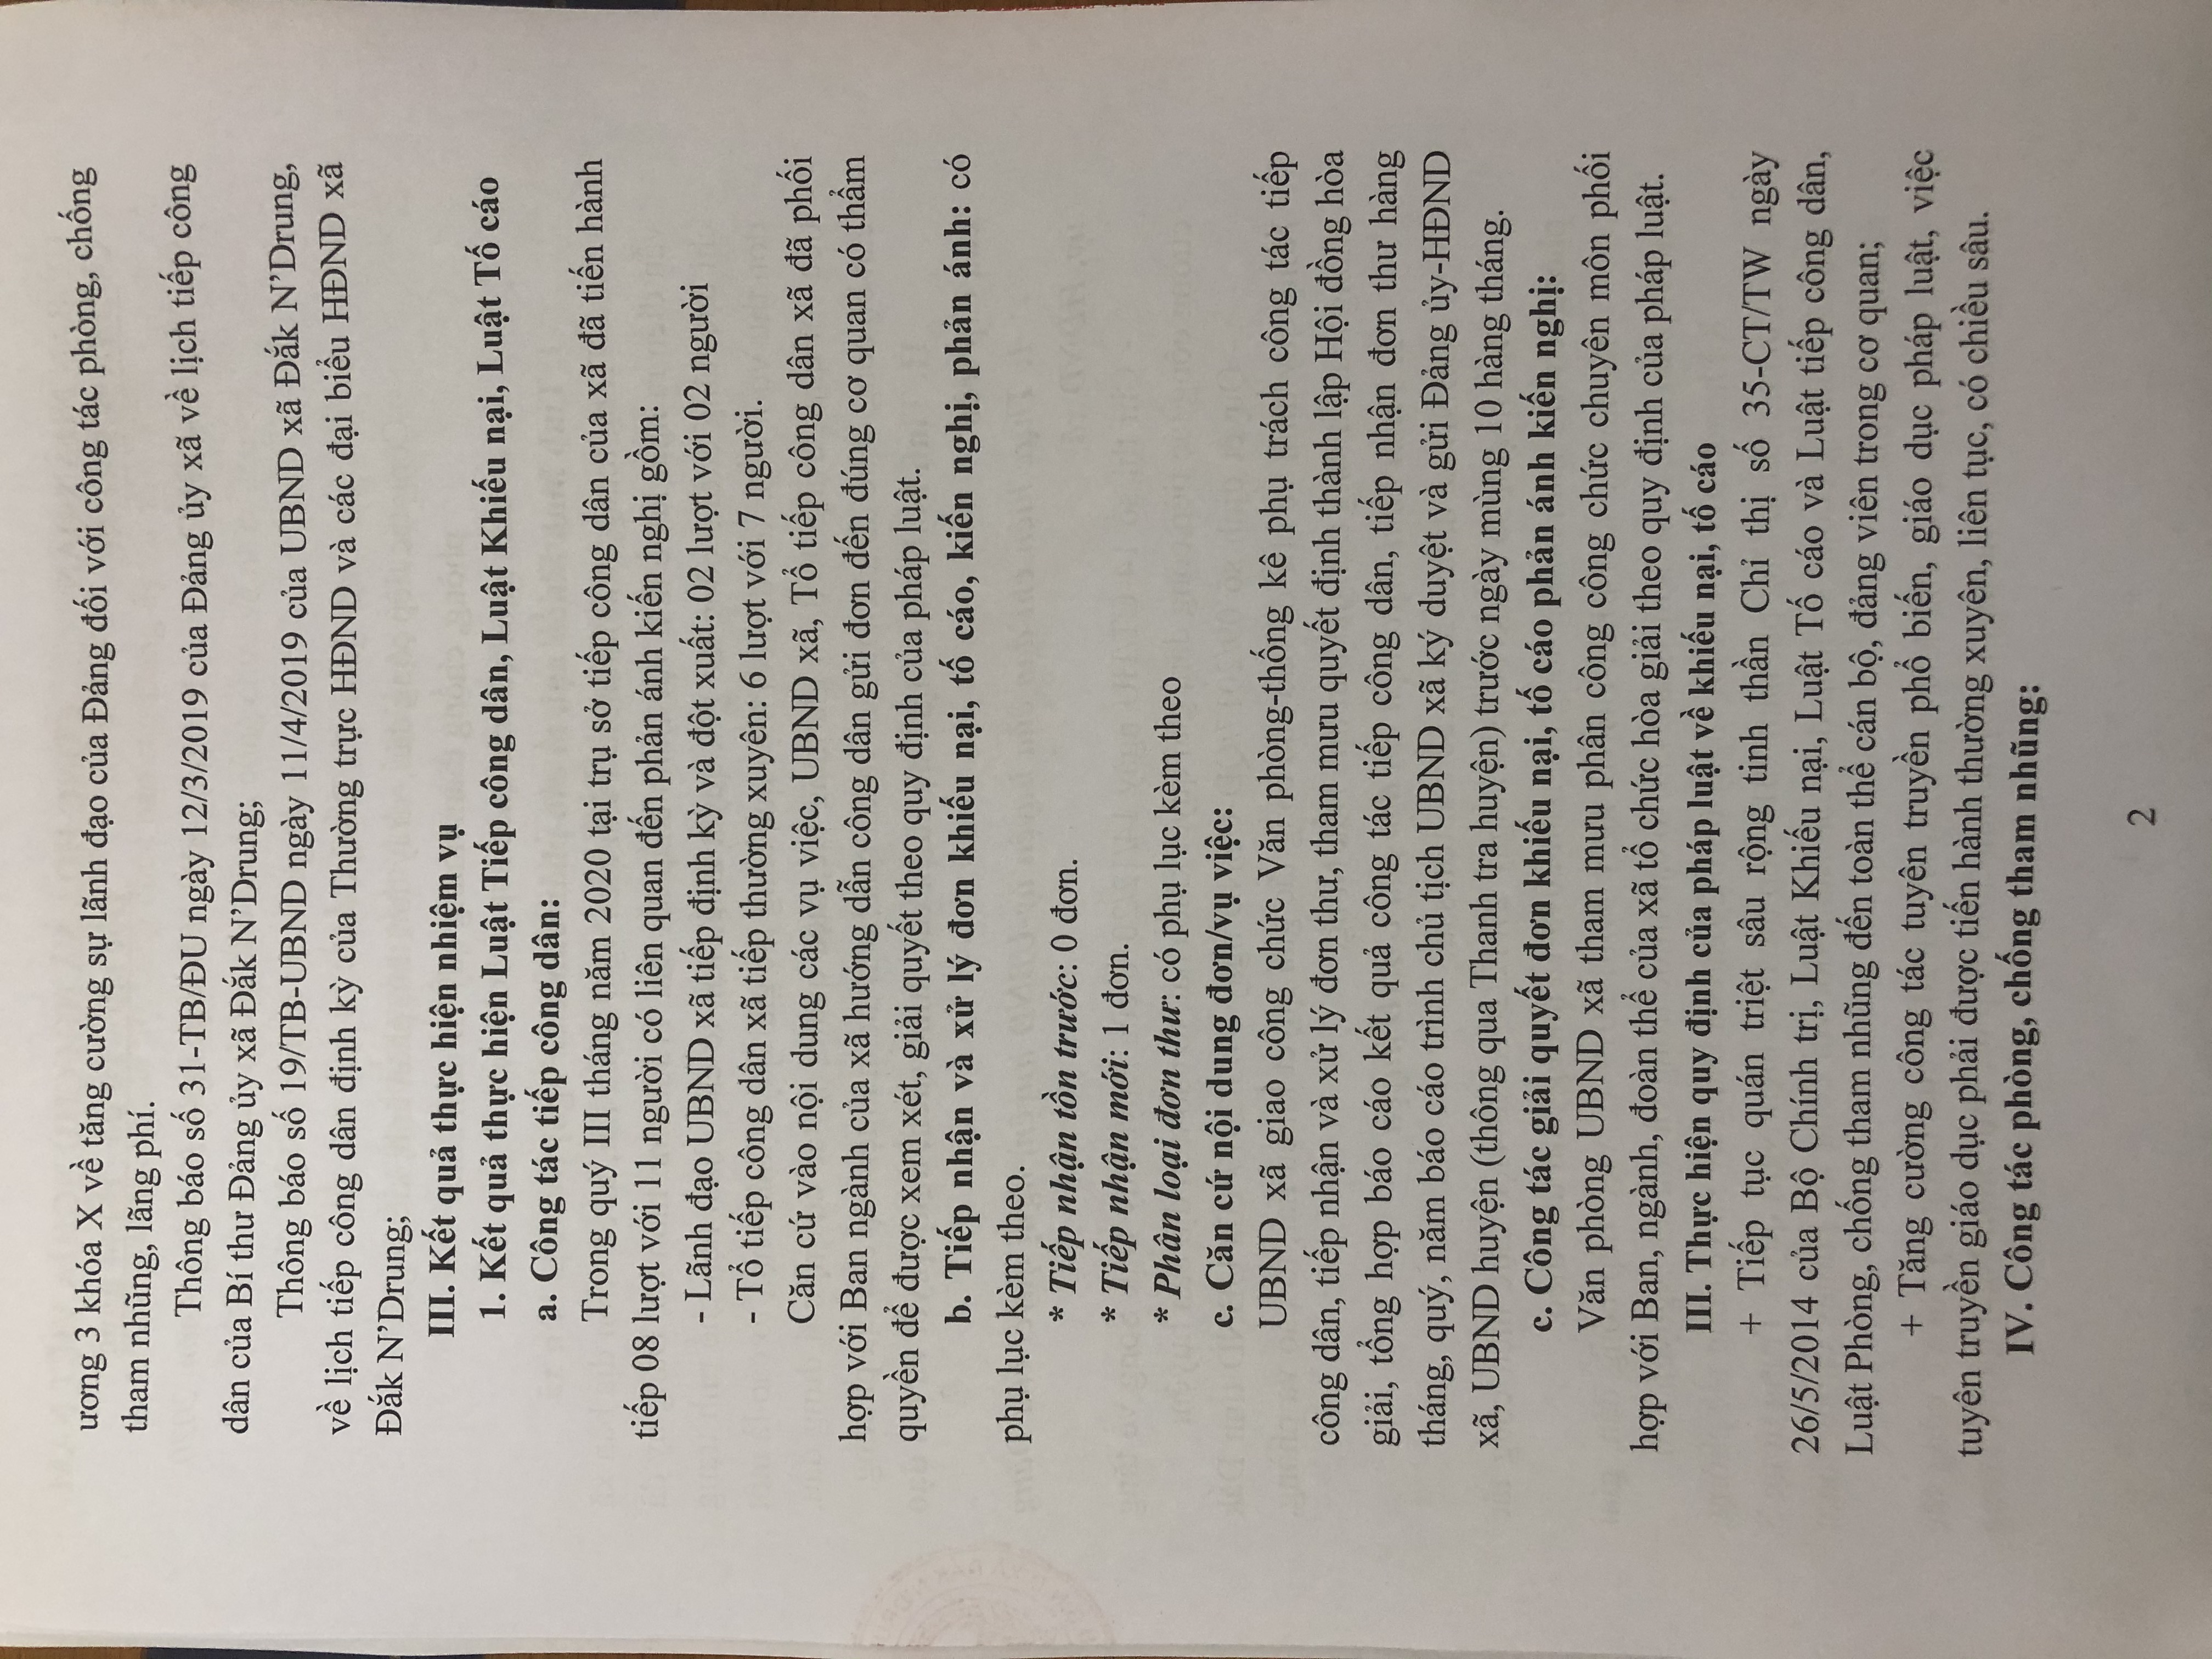 ương 3 khóa X về tăng cường sự lãnh đạo của Đảng đối với công tác phòng, chống
tham nhũng, lãng phí.
Thông báo số 31-TB/ĐU ngày 12/3/2019 của Đảng ủy xã về lịch tiếp công
dân của Bí thư Đảng ủy xã Đắk N’Drung;
Thông báo số 19/TB-UBND ngày 11/4/2019 của UBND xã Đắk N’Drung,
về lịch tiếp công dân định kỳ của Thường trực HĐND và các đại biểu HĐND xã
Đắk N’Drung;
III. Kết quả thực hiện nhiệm vụ
1. Kết quả thực hiện Luật Tiếp công dân, Luật Khiếu nại, Luật Tố cáo
a. Công tác tiếp công dân:
Trong quý III tháng năm 2020 tại trụ sở tiếp công dân của xã đã tiến hành
tiếp 08 lượt với 11 người có liên quan đến phản ánh kiến nghị gồm:
- Lãnh đạo UBND xã tiếp định kỳ và đột xuất: 02 lượt với 02 người
- Tổ tiếp công dân xã tiếp thường xuyên: 6 lượt với 7 người.
Căn cứ vào nội dung các vụ việc, UBND xã, Tổ tiếp công dân xã đã phối
hợp với Ban ngành của xã hướng dẫn công dân gửi đơn đến đúng cơ quan có thẩm
quyền để được xem xét, giải quyết theo quy định của pháp luật.
b. Tiếp nhận và xử lý đơn khiếu nại, tố cáo, kiến nghị, phản ánh: có
phụ lục kèm theo.
* Tiếp nhận tồn trước: 0 đơn.
* Tiếp nhận mới: 1 đơn.
* Phân loại đơn thư: có phụ lục kèm theo
c. Căn cứ nội dung đơn/vụ việc:
UBND xã giao công chức Văn phòng-thống kê phụ trách công tác tiếp
công dân, tiếp nhận và xử lý đơn thư, tham mưu quyết định thành lập Hội đồng hòa
giải, tổng hợp báo cáo kết quả công tác tiếp công dân, tiếp nhận đơn thư hàng
tháng, quý, năm báo cáo trình chủ tịch UBND xã ký duyệt và gửi Đảng ủy-HĐND
xã, UBND huyện (thông qua Thanh tra huyện) trước ngày mùng 10 hàng tháng.
c. Công tác giải quyết đơn khiếu nại, tố cáo phản ánh kiến nghị:
Văn phòng UBND xã tham mưu phân công công chức chuyên môn phối
hợp với Ban, ngành, đoàn thể của xã tổ chức hòa giải theo quy định của pháp luật.
III. Thực hiện quy định của pháp luật về khiếu nại, tố cáo
+ Tiếp tục quán triệt sâu rộng tinh thần Chỉ thị số 35-CT/TW ngày
26/5/2014 của Bộ Chính trị, Luật Khiếu nại, Luật Tố cáo và Luật tiếp công dân,
Luật Phòng, chống tham nhũng đến toàn thể cán bộ, đảng viên trong cơ quan;
+ Tăng cường công tác tuyên truyền phổ biến, giáo dục pháp luật, việc
tuyên truyền giáo dục phải được tiến hành thường xuyên, liên tục, có chiều sâu.
IV. Công tác phòng, chống tham nhũng:
2